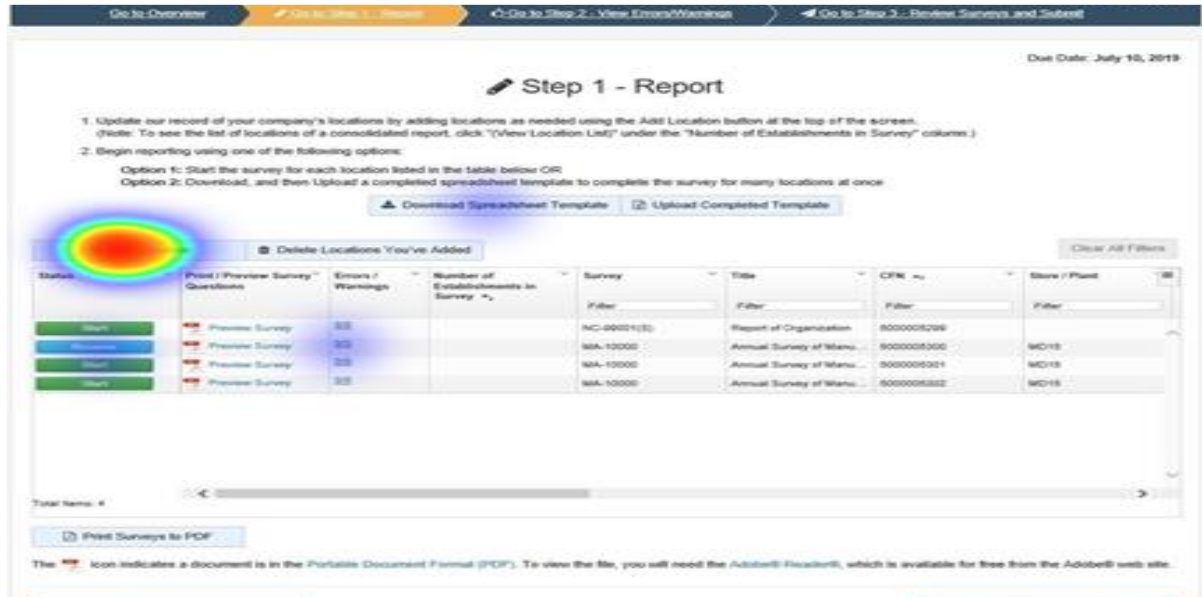 Go to Overview Go to Step 1 - Report Go to Step 2 - View Errors/Warnings Go to Step 3 - Review Surveys and Submit
Due Date: July 10, 2019
Step 1 - Report
1. Update our record of your company's locations by adding locations as needed using the Add Location button at the top of the screen.
(Note: To see the list of locations of a consolidated report, click "(View Location List)" under the "Number of Establishments in Survey" column.)
2. Begin reporting using one of the following options:
Option 1: Start the survey for each location listed in the table below OR
Option 2: Download, and then Upload a completed spreadsheet template to complete the survey for many locations at once
Download Spreadsheet Template Upload Completed Template
Delete Locations You've Added Clear All Filters
Status Print / Preview Survey Errors / Number of Survey Title CFN Store / Plant
Questions Warnings Establishments in
Survey
Filter Filter Filter Filter
Start Preview Survey NC-99001(S) Report of Organization
Preview Survey MA-10000 Annual Survey of Manu...
Start Preview Survey MA-10000 Annual Survey of Manu...
Start Preview Survey MA-10000 Annual Survey of Manu...
Total Items: 4
Print Surveys to PDF
The icon indicates a document is in the Portable Document Format (PDF). To view the file, you will need the Adobe® Reader®, which is available for free from the Adobe® web site.